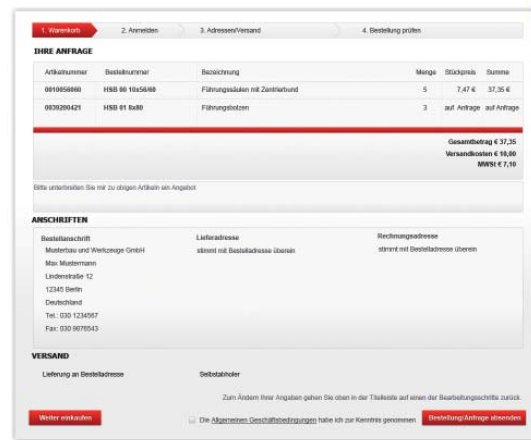 1. Warenkorb 2. Anmelden 3. Adressen/Versand 4. Bestellung prüfen
IHRE ANFRAGE
Artikelnummer Bestellnummer Bezeichnung Menge Stückpreis Summe
0010056060 HSB 00 10x56/60 Führungssäulen mit Zentrierbund 5 7,47 € 37,35 €
0039200421 HSB 01 8x80 Führungsbolzen 3 auf Anfrage auf Anfrage
Gesamtbetrag € 37,35
Versandkosten € 10,00
MWSt € 7,10
Bitte unterbreiten Sie mir zu obigen Artikeln ein Angebot
ANSCHRIFTEN
Bestellanschrift Lieferadresse Rechnungsadresse
Musterbau und Werkzeuge GmbH stimmt mit Bestelladresse überein stimmt mit Bestelladresse überein
Max Mustermann
Lindenstraße 12
12345 Berlin
Deutschland
Tel.: 030 1234567
Fax: 030 9876543
VERSAND
Lieferung an Bestelladresse Selbstabholer
Zum Ändern Ihrer Angaben gehen Sie oben in der Titelleiste auf einen der Bearbeitungsschritte zurück.
Weiter einkaufen Die Allgemeinen Geschäftsbedingungen habe ich zur Kenntnis genommen Bestellung/Anfrage absenden